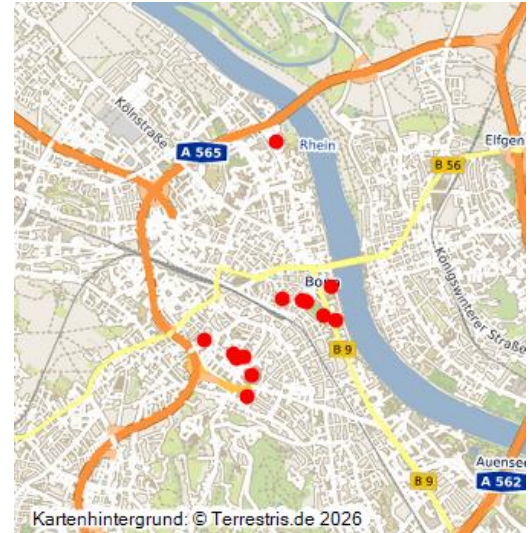 Kölnstraße
A 565
Rhein
Elfgen
B 56
Königswinterer Straße
Bonn
B 9
Auensee
A 562
B 9
Kartenhintergrund: © Terrestris.de 2026